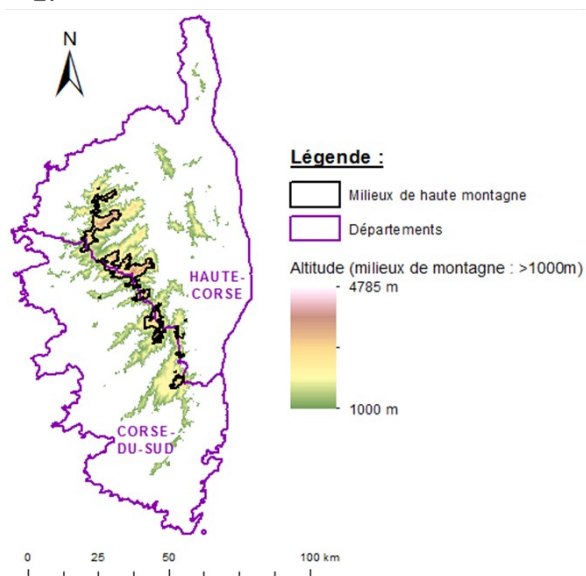 N
Légende :
Milieux de haute montagne
Départements
Altitude (milieux de montagne : >1000m)
4785 m
1000 m
HAUTE-
CORSE
CORSE-
DU-SUD
0 25 50 100 km